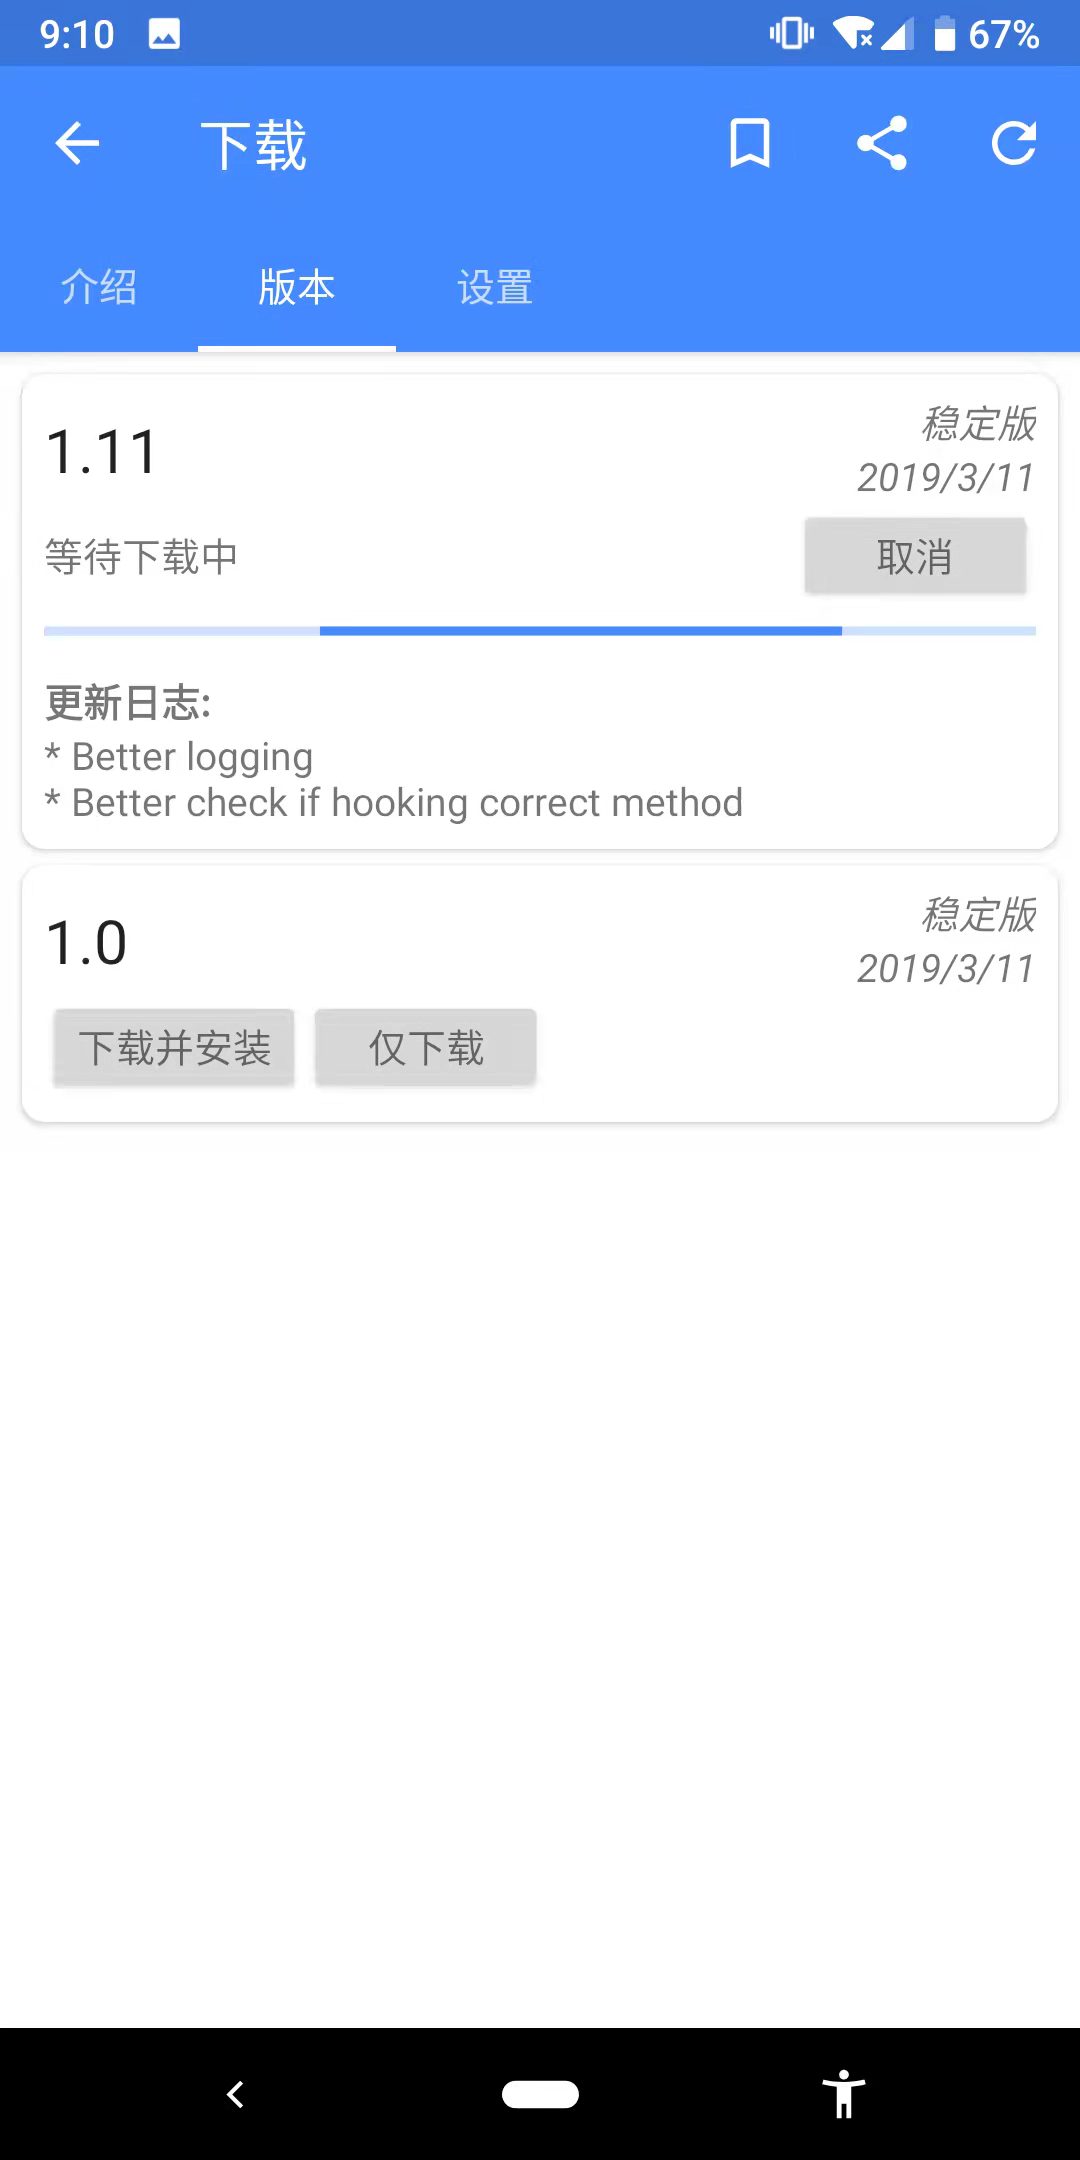 9:10
67%
下载
介绍
版本
设置
1.11
稳定版
2019/3/11
等待下载中
取消
更新日志:
* Better logging
* Better check if hooking correct method
1.0
稳定版
2019/3/11
下载并安装
仅下载